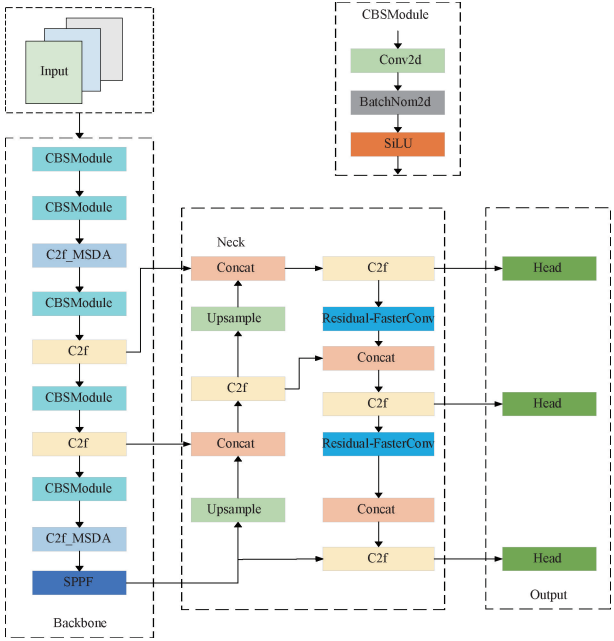 Input
CBSModule
Conv2d
BatchNom2d
SiLU
CBSModule
CBSModule
C2f_MSDA
CBSModule
C2f
CBSModule
C2f
CBSModule
C2f_MSDA
SPPF
Backbone
Neck
Concat
Upsample
C2f
Concat
Upsample
C2f
Residual-FasterConv
Concat
C2f
Residual-FasterConv
Concat
C2f
Head
Head
Head
Output